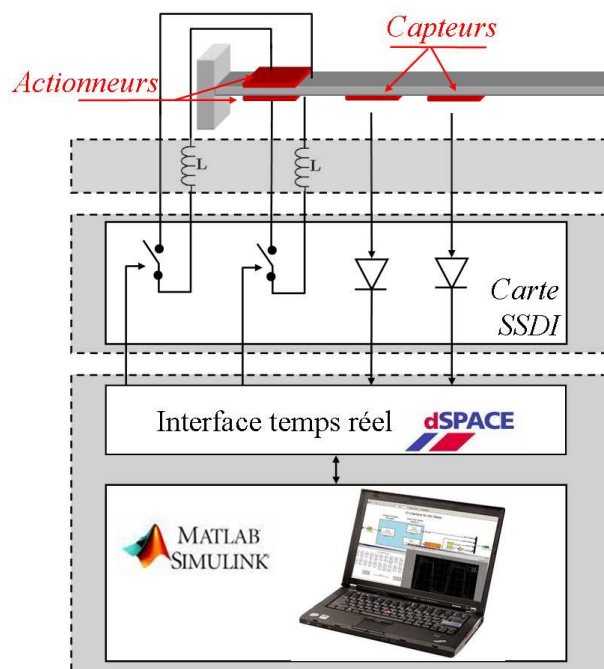 Capteurs
Actionneurs
L
L
Carte
SSDI
Interface temps réel
dSPACE
MATLAB
SIMULINK